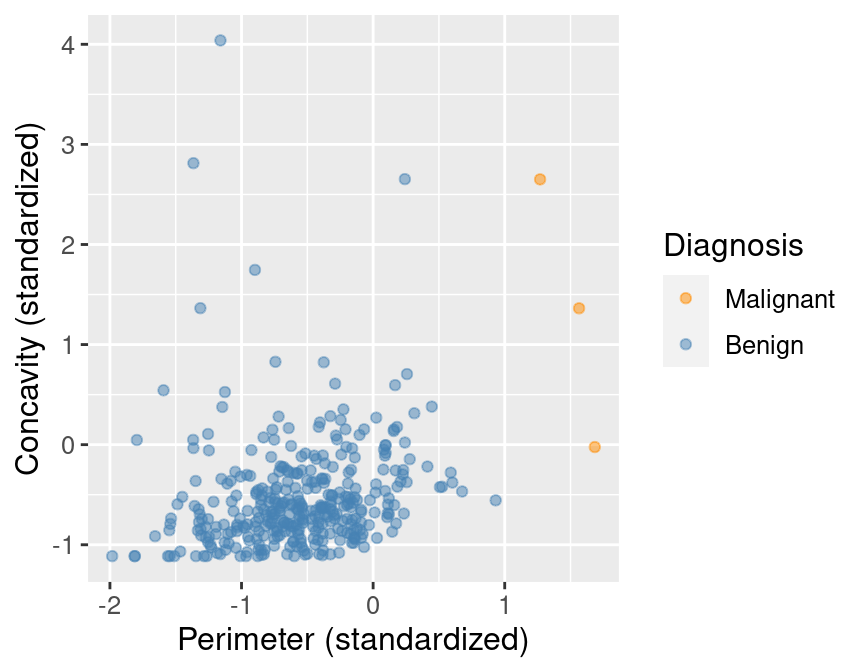 4
3
2
1
0
-1
-2
-1
0
1
Perimeter (standardized)
Concavity (standardized)
Diagnosis
Malignant
Benign